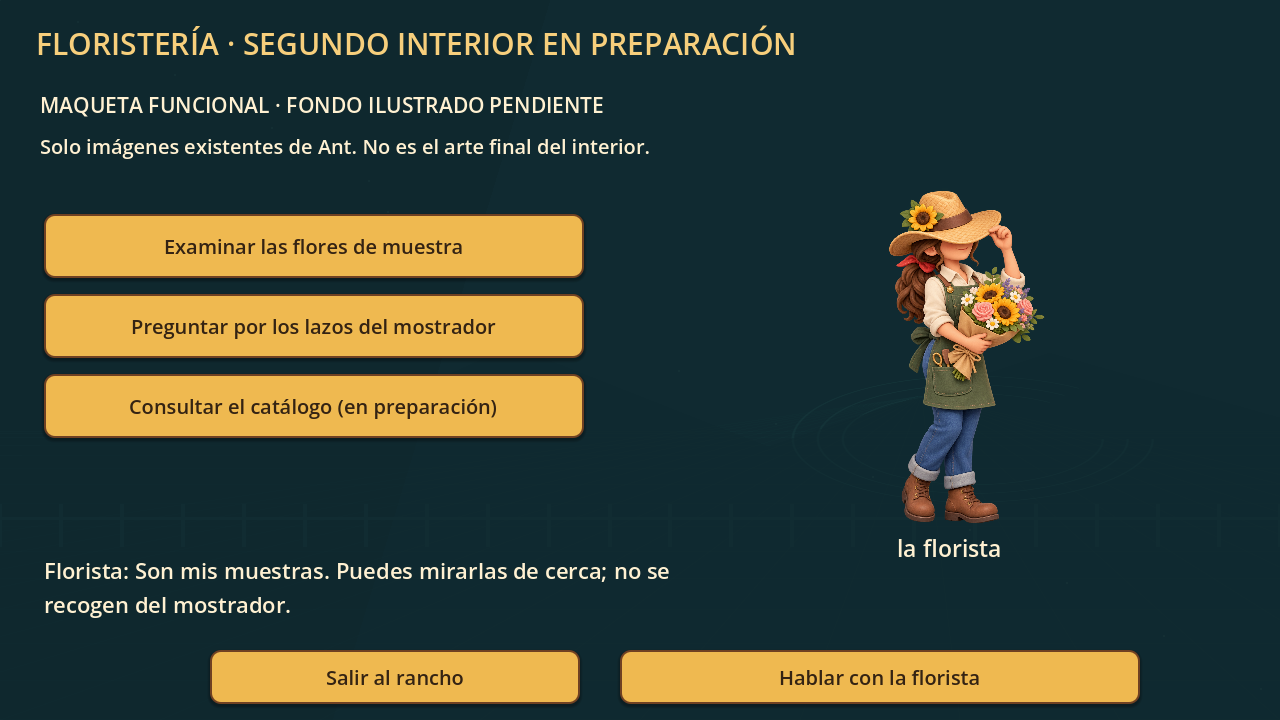 FLORISTERÍA · SEGUNDO INTERIOR EN PREPARACIÓN
MAQUETA FUNCIONAL · FONDO ILUSTRADO PENDIENTE
Solo imágenes existentes de Ant. No es el arte final del interior.
Examinar las flores de muestra
Preguntar por los lazos del mostrador
Consultar el catálogo (en preparación)
la florista
Florista: Son mis muestras. Puedes mirarlas de cerca; no se
recogen del mostrador.
Salir al rancho
Hablar con la florista